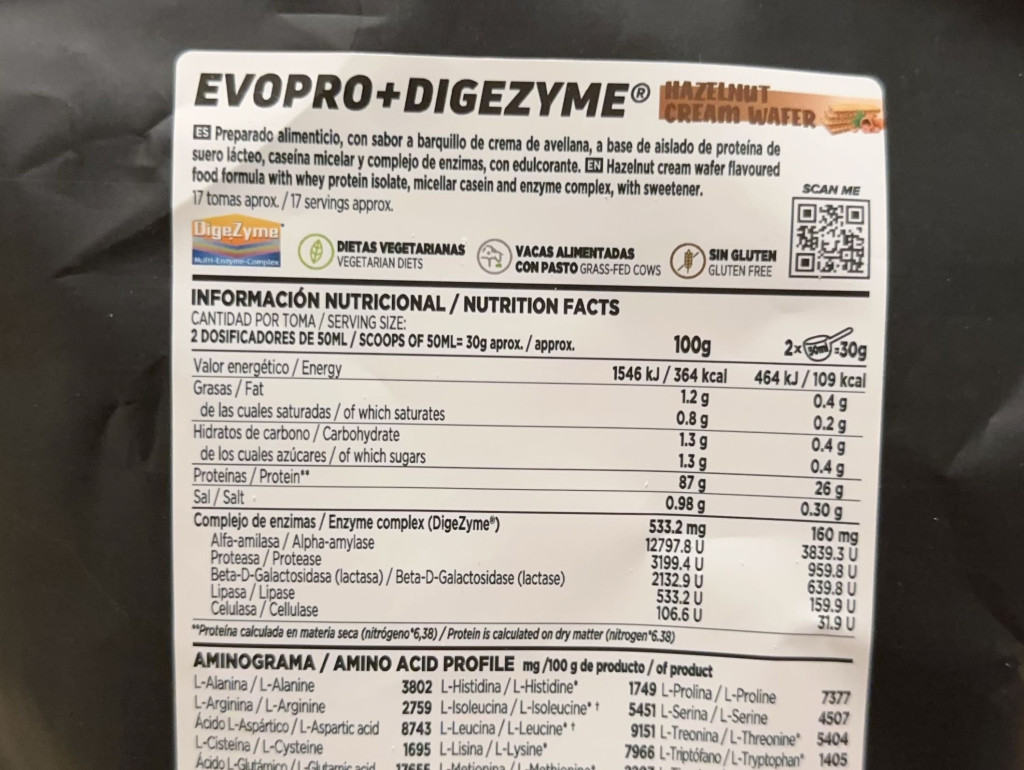 EVOPRO+DIGEZYME® HAZELNUT CREAM WAFER
ES Preparado alimenticio, con sabor a barquillo de crema de avellana, a base de aislado de proteína de
suero lácteo, caseína micelar y complejo de enzimas, con edulcorante. EN Hazelnut cream wafer flavoured
food formula with whey protein isolate, micellar casein and enzyme complex, with sweetener.
17 tomas aprox. / 17 servings approx.
SCAN ME
DigeZyme
Multi-Enzyme-Complex
DIETAS VEGETARIANAS
VEGETARIAN DIETS
VACAS ALIMENTADAS
CON PASTO GRASS-FED COWS
SIN GLUTEN
GLUTEN FREE
INFORMACIÓN NUTRICIONAL / NUTRITION FACTS
CANTIDAD POR TOMA / SERVING SIZE:
2 DOSIFICADORES DE 50ML / SCOOPS OF 50ML= 30g aprox. / approx. 100g 2x 50ml =30g
Valor energético / Energy 1546 kJ / 364 kcal 464 kJ / 109 kcal
Grasas / Fat 1.2 g 0.4 g
de las cuales saturadas / of which saturates 0.8 g 0.2 g
Hidratos de carbono / Carbohydrate 1.3 g 0.4 g
de los cuales azúcares / of which sugars 1.3 g 0.4 g
Proteínas / Protein** 87 g 26 g
Sal / Salt 0.98 g 0.30 g
Complejo de enzimas / Enzyme complex (DigeZyme®) 533.2 mg 160 mg
Alfa-amilasa / Alpha-amylase 12797.8 U 3839.3 U
Proteasa / Protease 3199.4 U 959.8 U
Beta-D-Galactosidasa (lactasa) / Beta-D-Galactosidase (lactase) 2132.9 U 639.8 U
Lipasa / Lipase 533.2 U 159.9 U
Celulasa / Cellulase 106.6 U 31.9 U
**Proteína calculada en materia seca (nitrógeno*6,38) / Protein is calculated on dry matter (nitrogen*6.38)
AMINOGRAMA / AMINO ACID PROFILE mg /100 g de producto / of product
L-Alanina / L-Alanine 3802 L-Histidina / L-Histidine* 1749 L-Prolina / L-Proline 7377
L-Arginina / L-Arginine 2759 L-Isoleucina / L-Isoleucine* † 5451 L-Serina / L-Serine 4507
Ácido L-Aspártico / L-Aspartic acid 8743 L-Leucina / L-Leucine* † 9151 L-Treonina / L-Threonine* 5404
L-Cisteína / L-Cysteine 1695 L-Lisina / L-Lysine* 7966 L-Triptófano / L-Tryptophan* 1405
Ácido L-Glutámico / L-Glutamic acid L-Metionina / L-Methionine*